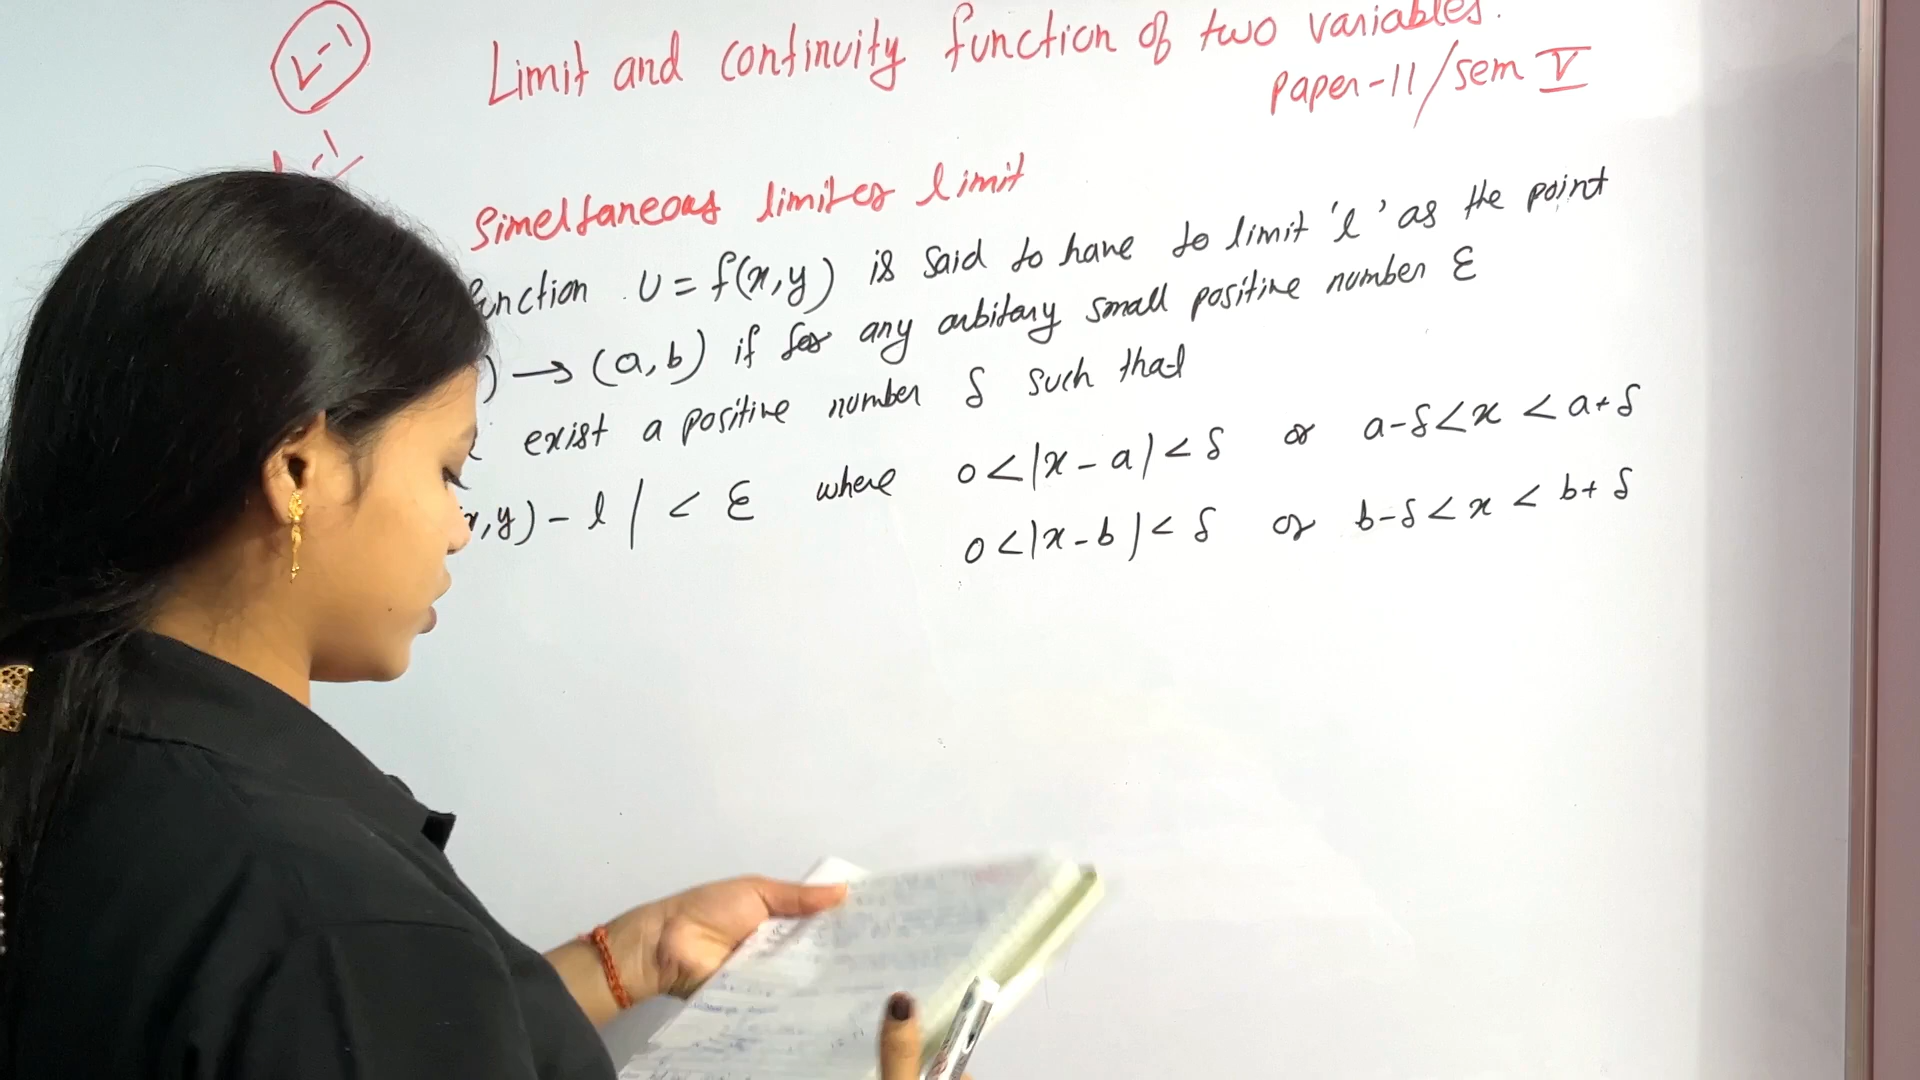 L-1
Limit and continuity function of two variables.
paper-11/sem V
Simeltaneous limites limit
function U = f(x,y) is said to have to limit 'l' as the point
) → (a,b) if for any arbitary small positive number ε
exist a positive number δ such that
x,y) - l | < ε where 0<|x-a|<δ or a-δ<x<a+δ
0<|x-b|<δ or b-δ<x<b+δ